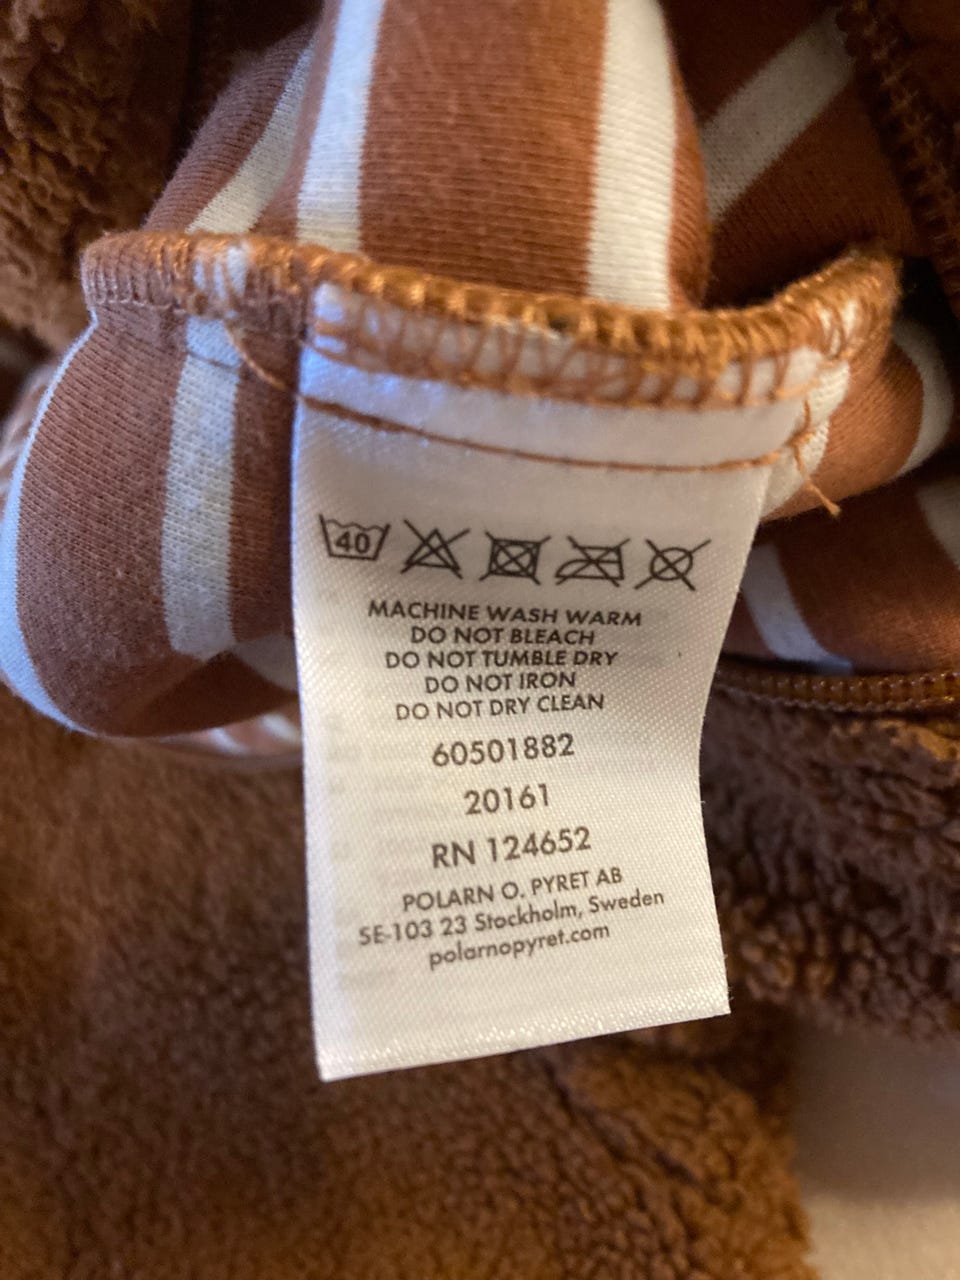 40
MACHINE WASH WARM
DO NOT BLEACH
DO NOT TUMBLE DRY
DO NOT IRON
DO NOT DRY CLEAN
60501882
20161
RN 124652
POLARN O. PYRET AB
SE-103 23 Stockholm, Sweden
polarnopyret.com